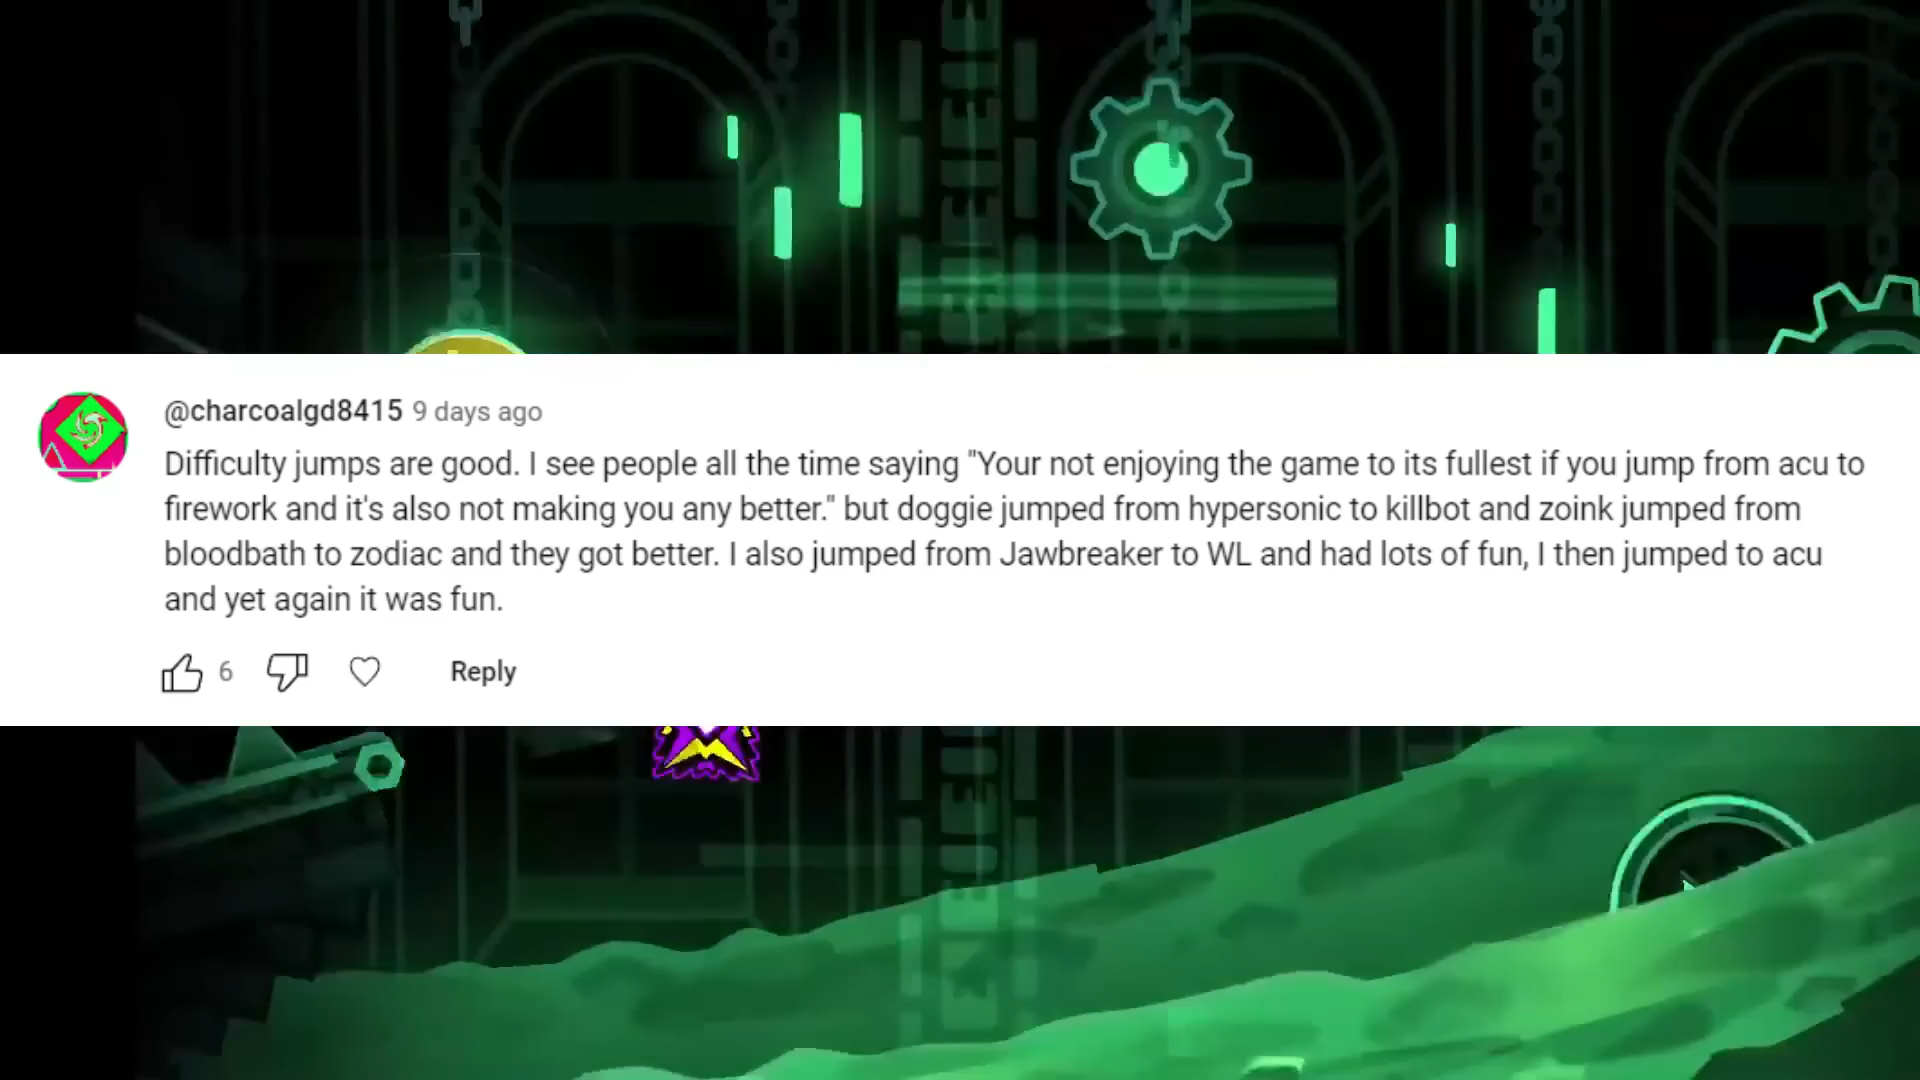 @charcoalgd8415 9 days ago
Difficulty jumps are good. I see people all the time saying "Your not enjoying the game to its fullest if you jump from acu to
firework and it's also not making you any better." but doggie jumped from hypersonic to killbot and zoink jumped from
bloodbath to zodiac and they got better. I also jumped from Jawbreaker to WL and had lots of fun, I then jumped to acu
and yet again it was fun.
6 Reply